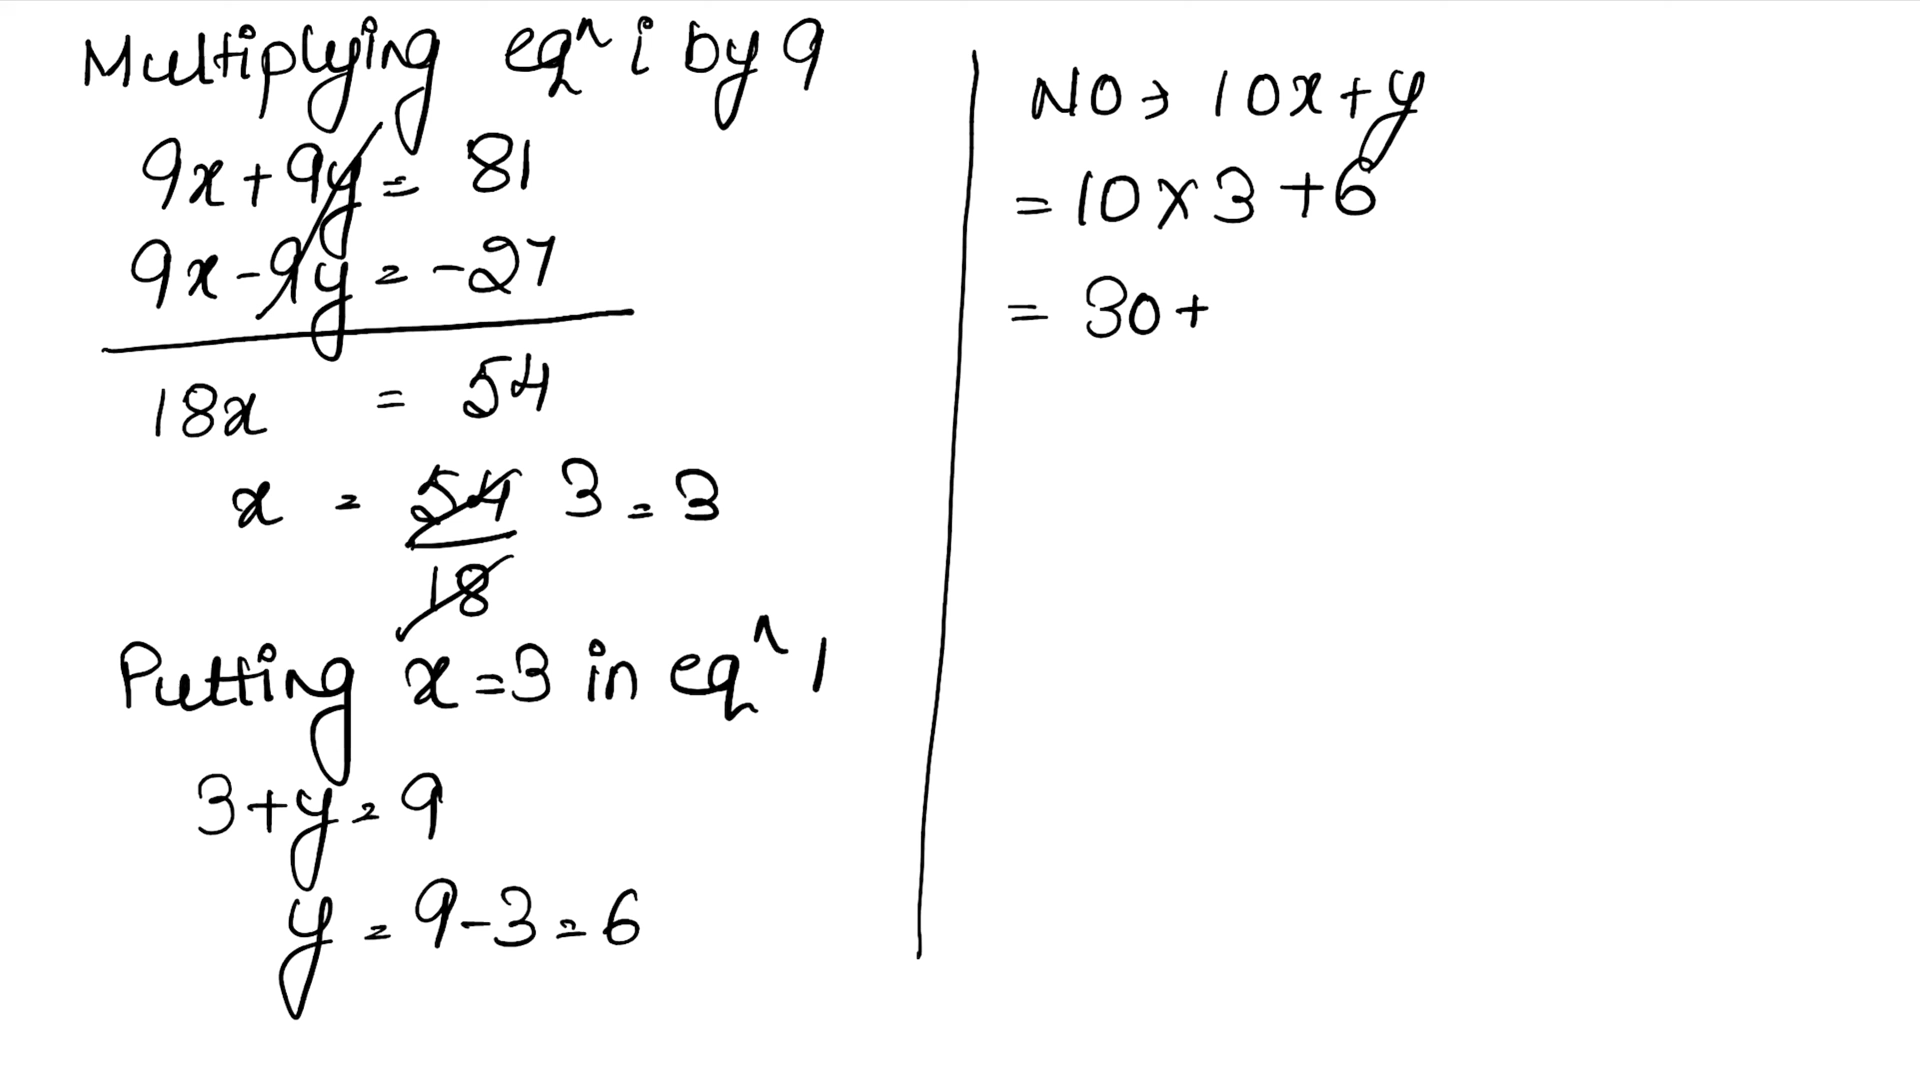 Multiplying eqⁿ i by 9
9x + 9y = 81
9x - 9y = -27
18x = 54
x = 54/18 3 = 3
Putting x = 3 in eqⁿ 1
3 + y = 9
y = 9 - 3 = 6
NO → 10x + y
= 10 × 3 + 6
= 30 +